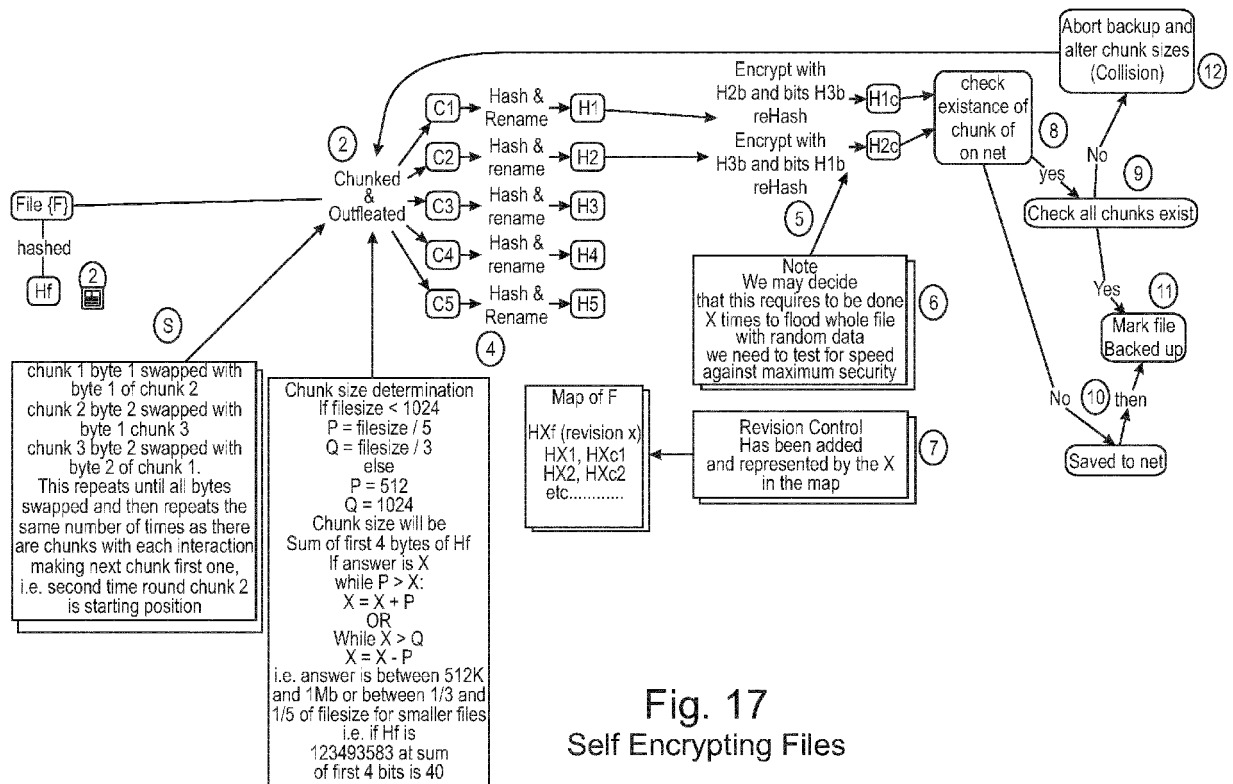 17
Abort backup and
alter chunk sizes
(Collision)
12
Encrypt with
H2b and bits H3b
reHash
H1c
Encrypt with
H3b and bits H1b
reHash
H2c
check
existance of
chunk of
on net
8
yes
No
9
Check all chunks exist
Yes
11
Mark file
Backed up
No
10
then
Saved to net
File {F}
hashed
Hf
2
2
Chunked
&
Outfleated
C1
Hash &
Rename
H1
C2
Hash &
rename
H2
C3
Hash &
rename
H3
C4
Hash &
rename
H4
C5
Hash &
Rename
H5
4
5
Note
We may decide
that this requires to be done
X times to flood whole file
with random data
we need to test for speed
against maximum security
6
S
chunk 1 byte 1 swapped with
byte 1 of chunk 2
chunk 2 byte 2 swapped with
byte 1 chunk 3
chunk 3 byte 2 swapped with
byte 2 of chunk 1.
This repeats until all bytes
swapped and then repeats the
same number of times as there
are chunks with each interaction
making next chunk first one,
i.e. second time round chunk 2
is starting position
Chunk size determination
If filesize < 1024
P = filesize / 5
Q = filesize / 3
else
P = 512
Q = 1024
Chunk size will be
Sum of first 4 bytes of Hf
If answer is X
while P > X:
X = X + P
OR
While X > Q
X = X - P
i.e. answer is between 512K
and 1Mb or between 1/3 and
1/5 of filesize for smaller files
i.e. if Hf is
123493583 at sum
of first 4 bits is 40
Map of F
HXf (revision x)
HX1, HXc1
HX2, HXc2
etc............
Revision Control
Has been added
and represented by the X
in the map
7
Fig. 17
Self Encrypting Files